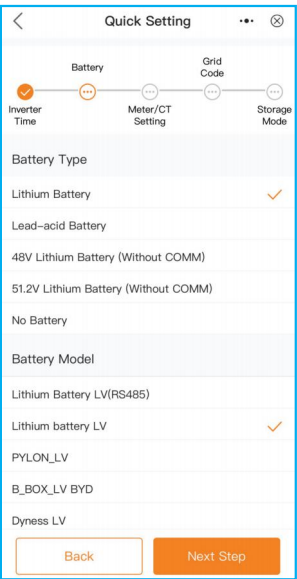 Quick Setting
Battery
Grid
Code
Inverter
Time
Meter/CT
Setting
Storage
Mode
Battery Type
Lithium Battery
Lead-acid Battery
48V Lithium Battery (Without COMM)
51.2V Lithium Battery (Without COMM)
No Battery
Battery Model
Lithium Battery LV(RS485)
Lithium battery LV
PYLON_LV
B_BOX_LV BYD
Dyness LV
Back
Next Step